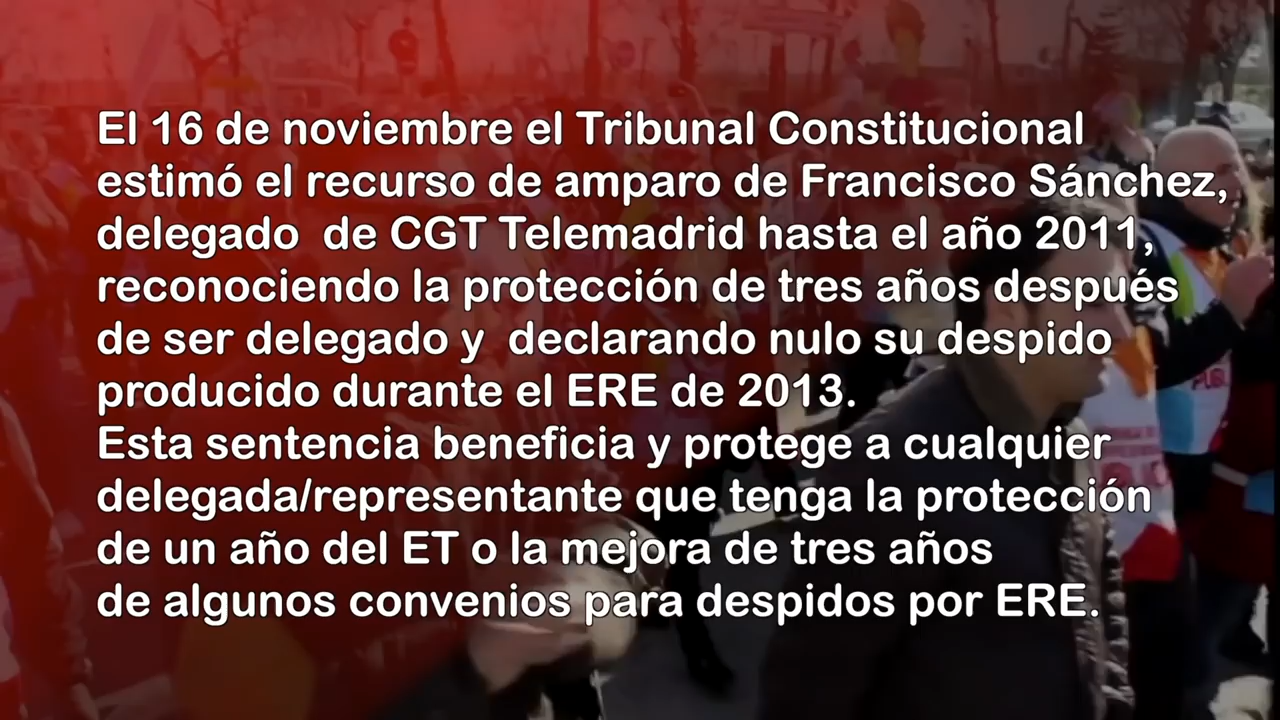 El 16 de noviembre el Tribunal Constitucional
estimó el recurso de amparo de Francisco Sánchez,
delegado  de CGT Telemadrid hasta el año 2011,
reconociendo la protección de tres años después
de ser delegado y  declarando nulo su despido
producido durante el ERE de 2013.
Esta sentencia beneficia y protege a cualquier
delegada/representante que tenga la protección
de un año del ET o la mejora de tres años
de algunos convenios para despidos por ERE.